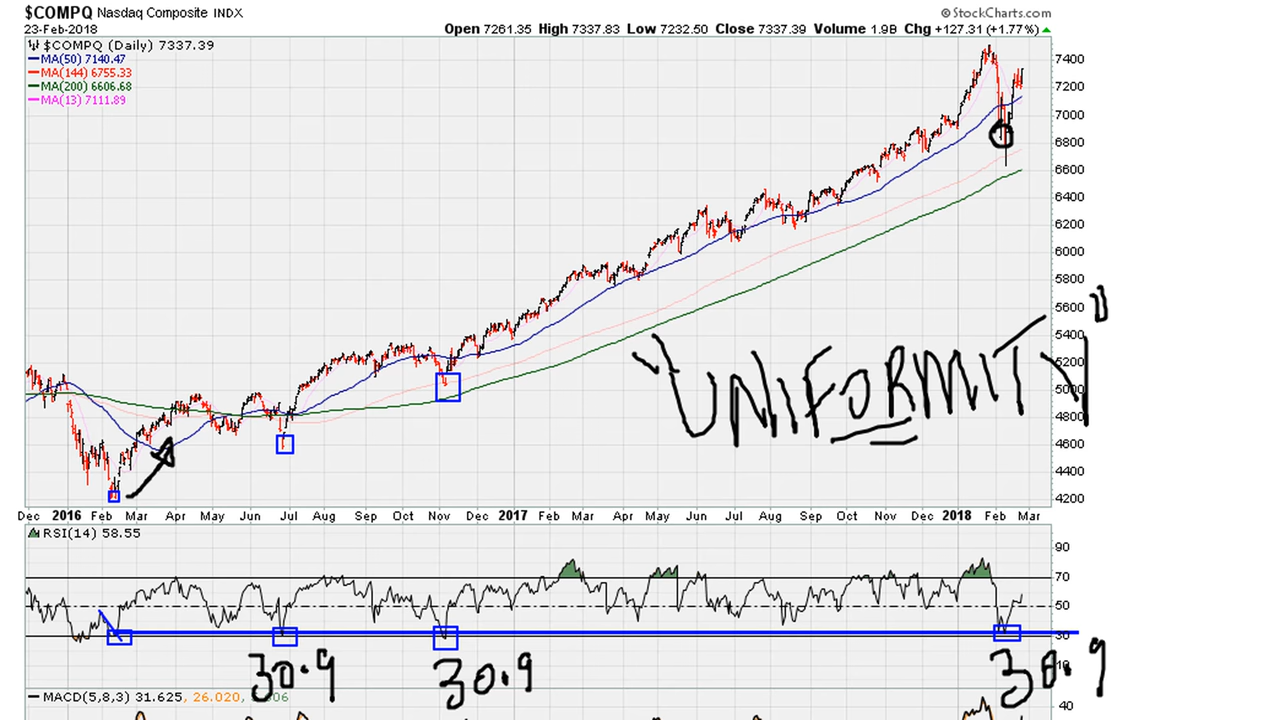 $COMPQ Nasdaq Composite INDX
© StockCharts.com
23-Feb-2018
Open 7261.35 High 7337.83 Low 7232.50 Close 7337.39 Volume 1.9B Chg +127.31 (+1.77%)
$COMPQ (Daily) 7337.39
MA(50) 7140.47
MA(144) 6755.33
MA(200) 6606.68
MA(13) 7111.89
7400
7200
7000
6800
6600
6400
6200
6000
5800
5600
5400
5200
5000
4800
4600
4400
4200
"UNIFORMITY"
Dec 2016 Feb Mar Apr May Jun Jul Aug Sep Oct Nov Dec 2017 Feb Mar Apr May Jun Jul Aug Sep Oct Nov Dec 2018 Feb Mar
RSI(14) 58.55
90
70
50
30
10
30.9 30.9 30.9
MACD(5,8,3) 31.625, 26.020,
40